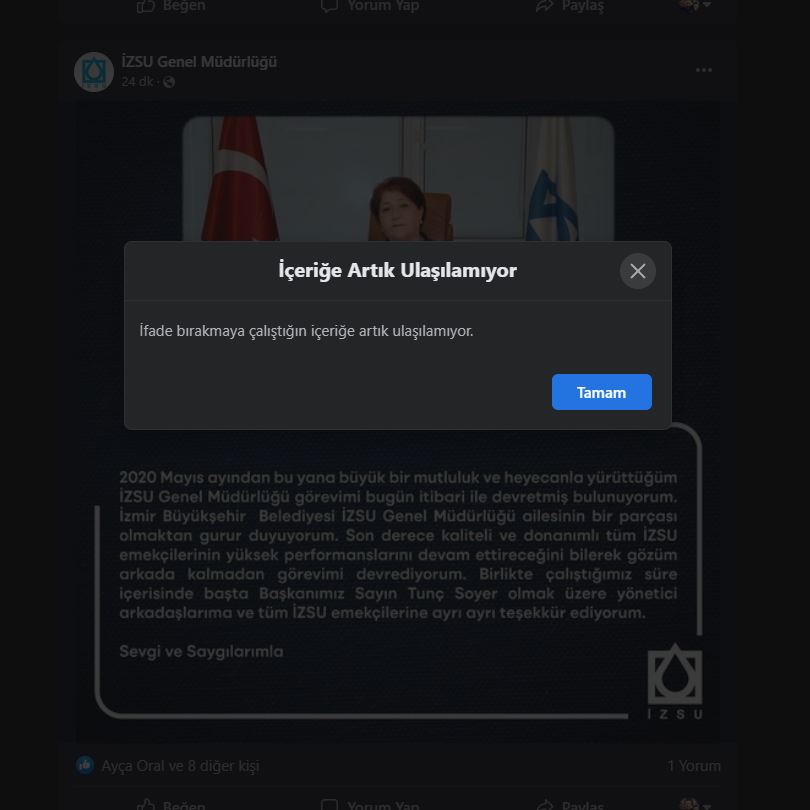 Beğen
Yorum Yap
Paylaş
İZSU Genel Müdürlüğü
24 dk ·
İçeriğe Artık Ulaşılamıyor
İfade bırakmaya çalıştığın içeriğe artık ulaşılamıyor.
Tamam
2020 Mayıs ayından bu yana büyük bir mutluluk ve heyecanla yürüttüğüm
İZSU Genel Müdürlüğü görevimi bugün itibari ile devretmiş bulunuyorum.
İzmir Büyükşehir Belediyesi İZSU Genel Müdürlüğü ailesinin bir parçası
olmaktan gurur duyuyorum. Son derece kaliteli ve donanımlı tüm İZSU
emekçilerinin yüksek performanslarını devam ettireceğini bilerek gözüm
arkada kalmadan görevimi devrediyorum. Birlikte çalıştığımız süre
içerisinde başta Başkanımız Sayın Tunç Soyer olmak üzere yönetici
arkadaşlarıma ve tüm İZSU emekçilerine ayrı ayrı teşekkür ediyorum.
Sevgi ve Saygılarımla
İZSU
Ayça Oral ve 8 diğer kişi
1 Yorum
Beğen
Yorum Yap
Paylaş